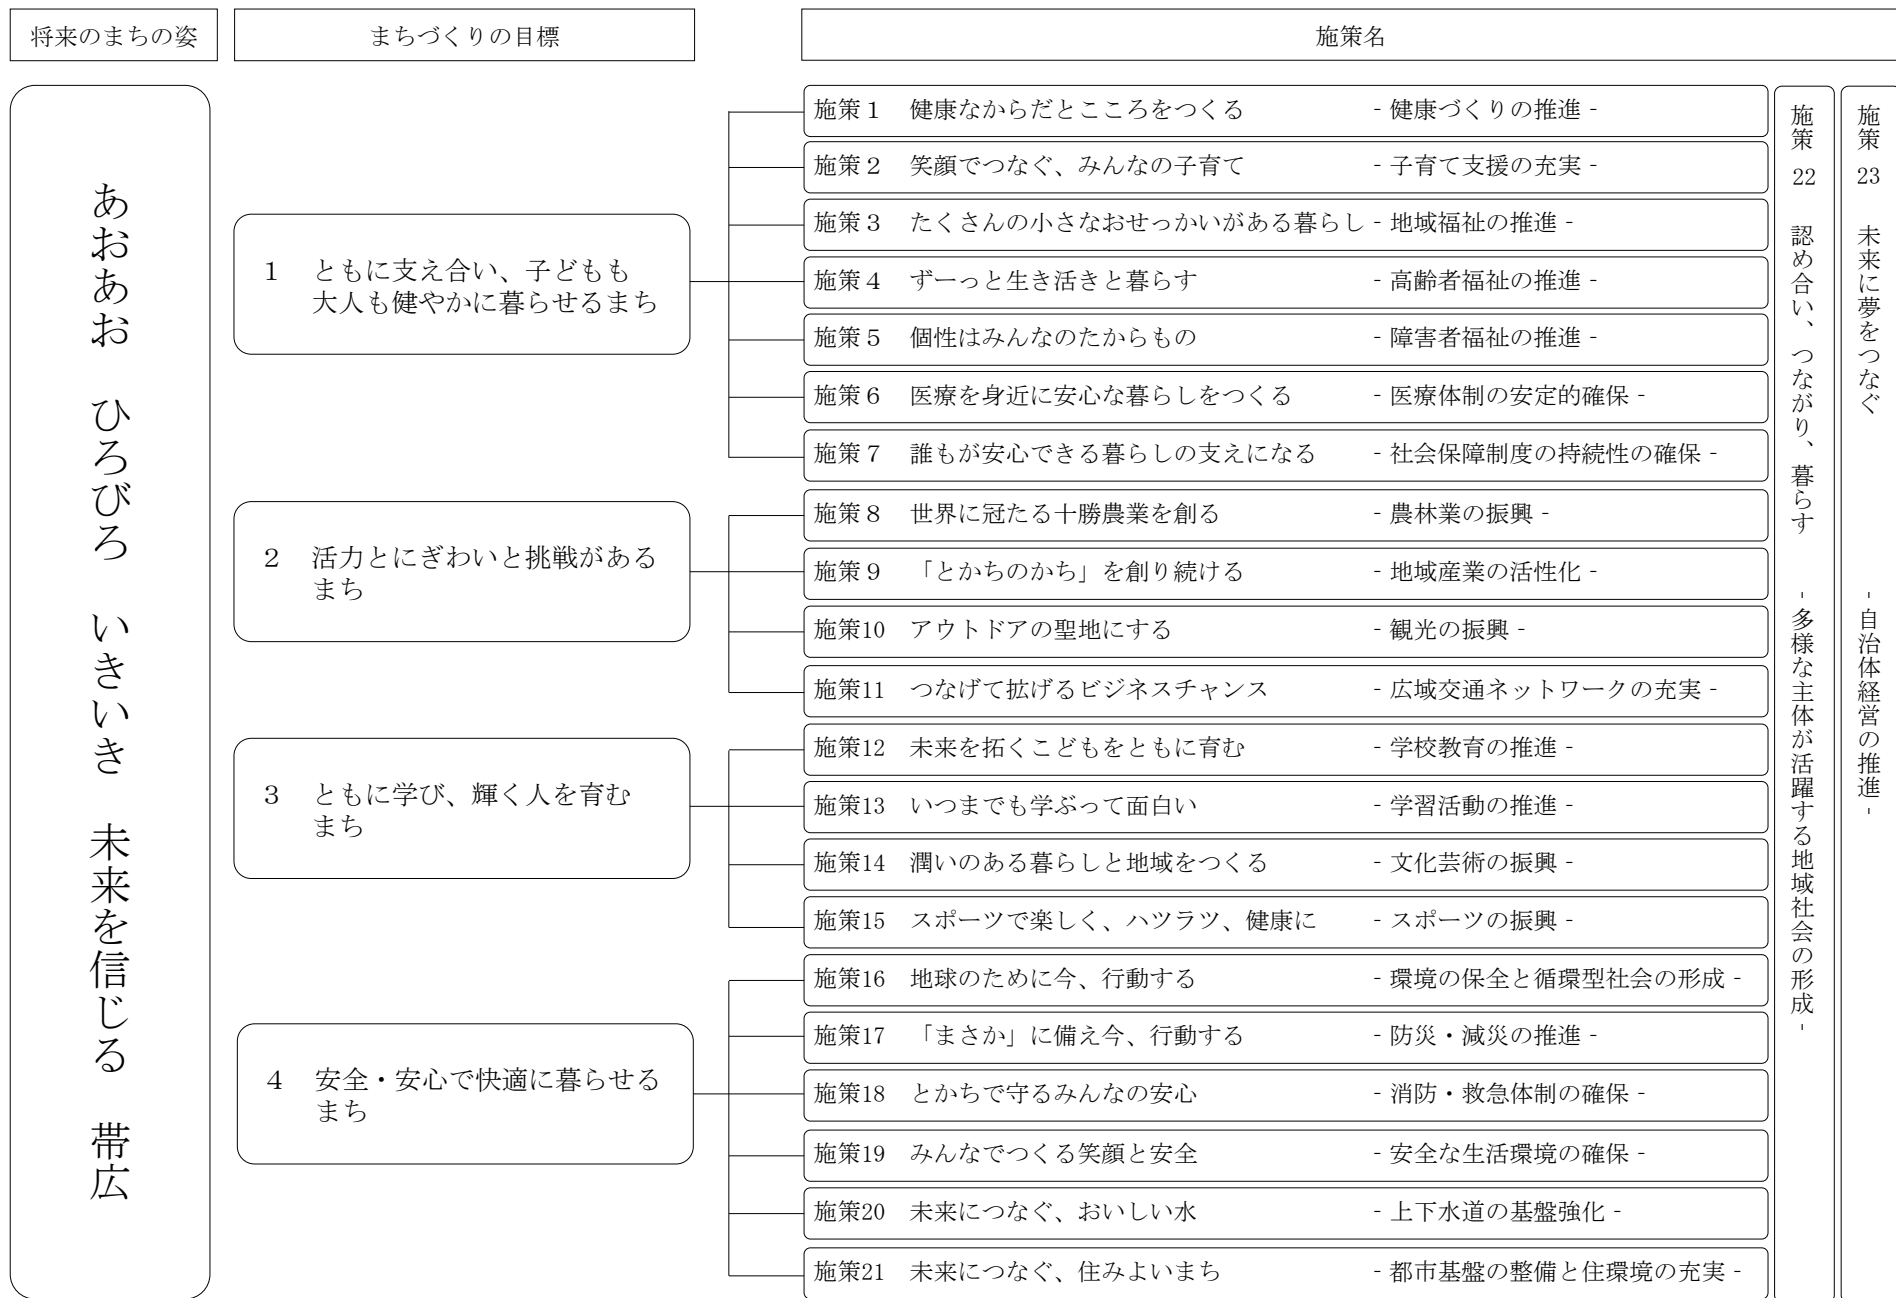 将来のまちの姿
まちづくりの目標
施策名
あおあお　ひろびろ　いきいき　未来を信じる　帯広
1　ともに支え合い、子どもも
大人も健やかに暮らせるまち
施策１　健康なからだとこころをつくる　- 健康づくりの推進 -
施策２　笑顔でつなぐ、みんなの子育て　- 子育て支援の充実 -
施策３　たくさんの小さなおせっかいがある暮らし - 地域福祉の推進 -
施策４　ずーっと生き活きと暮らす　- 高齢者福祉の推進 -
施策５　個性はみんなのたからもの　- 障害者福祉の推進 -
施策６　医療を身近に安心な暮らしをつくる　- 医療体制の安定的確保 -
施策７　誰もが安心できる暮らしの支えになる　- 社会保障制度の持続性の確保 -
2　活力とにぎわいと挑戦がある
まち
施策８　世界に冠たる十勝農業を創る　- 農林業の振興 -
施策９　「とかちのかち」を創り続ける　- 地域産業の活性化 -
施策10　アウトドアの聖地にする　- 観光の振興 -
施策11　つなげて拡げるビジネスチャンス　- 広域交通ネットワークの充実 -
3　ともに学び、輝く人を育む
まち
施策12　未来を拓くこどもをともに育む　- 学校教育の推進 -
施策13　いつまでも学ぶって面白い　- 学習活動の推進 -
施策14　潤いのある暮らしと地域をつくる　- 文化芸術の振興 -
施策15　スポーツで楽しく、ハツラツ、健康に　- スポーツの振興 -
4　安全・安心で快適に暮らせる
まち
施策16　地球のために今、行動する　- 環境の保全と循環型社会の形成 -
施策17　「まさか」に備え今、行動する　- 防災・減災の推進 -
施策18　とかちで守るみんなの安心　- 消防・救急体制の確保 -
施策19　みんなでつくる笑顔と安全　- 安全な生活環境の確保 -
施策20　未来につなぐ、おいしい水　- 上下水道の基盤強化 -
施策21　未来につなぐ、住みよいまち　- 都市基盤の整備と住環境の充実 -
施策 22　認め合い、つながり、暮らす　- 多様な主体が活躍する地域社会の形成 -
施策 23　未来に夢をつなぐ　- 自治体経営の推進 -